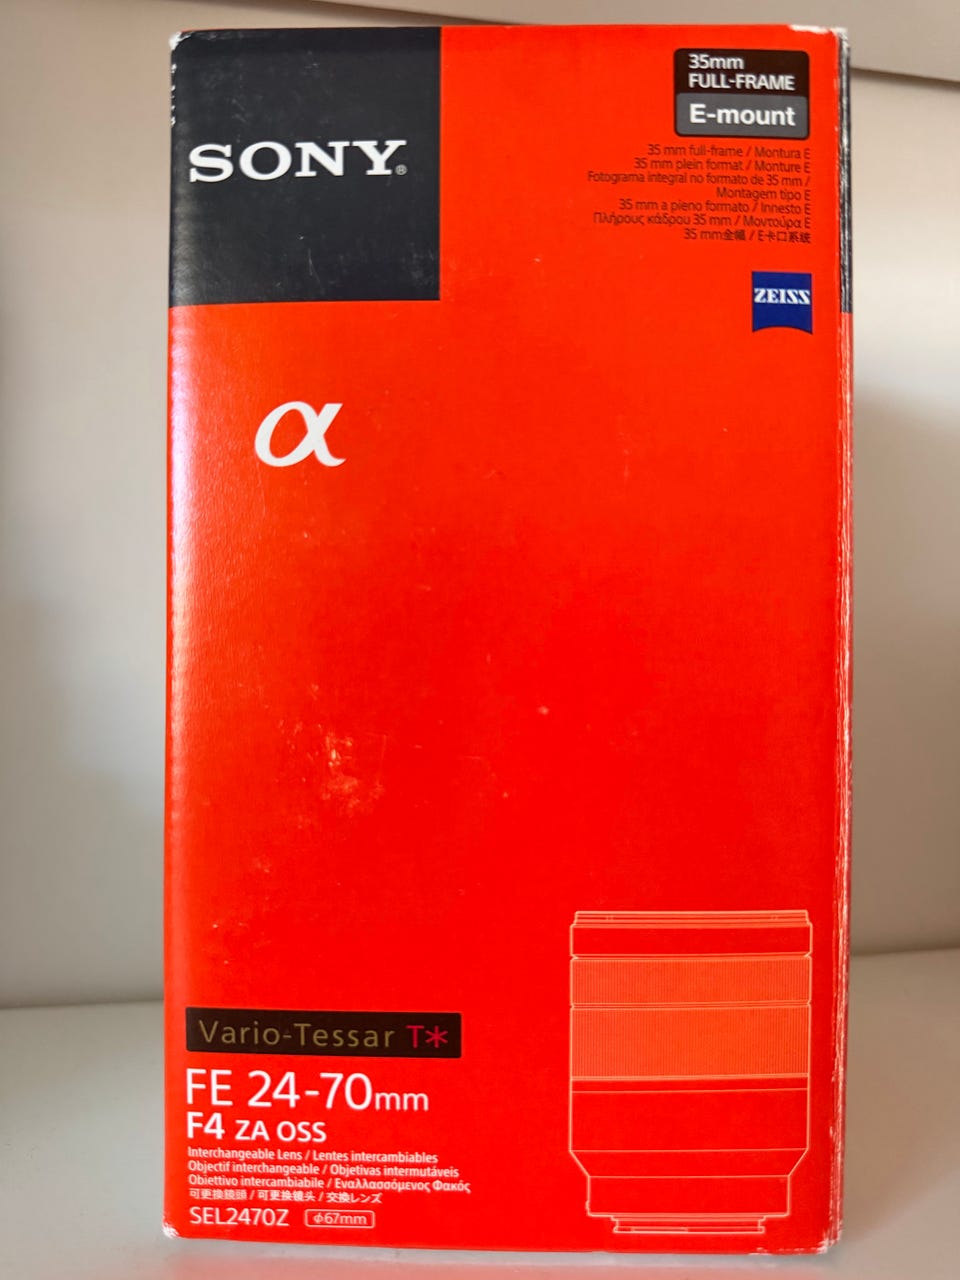 SONY®
35mm
FULL-FRAME
E-mount
35 mm full-frame / Montura E
35 mm plein format / Monture E
Fotograma integral no formato de 35 mm /
Montagem tipo E
35 mm a pieno formato / Innesto E
Πλήρους κάδρου 35 mm / Μοντούρα E
35 mm全幅 / E卡口系統
ZEISS
α
Vario-Tessar T*
FE 24-70mm
F4 ZA OSS
Interchangeable Lens / Lentes intercambiables
Objectif interchangeable / Objetivas intermutáveis
Obiettivo intercambiabile / Εναλλασσόμενος Φακός
可更換鏡頭 / 可更换镜头 / 交換レンズ
SEL2470Z ϕ67mm